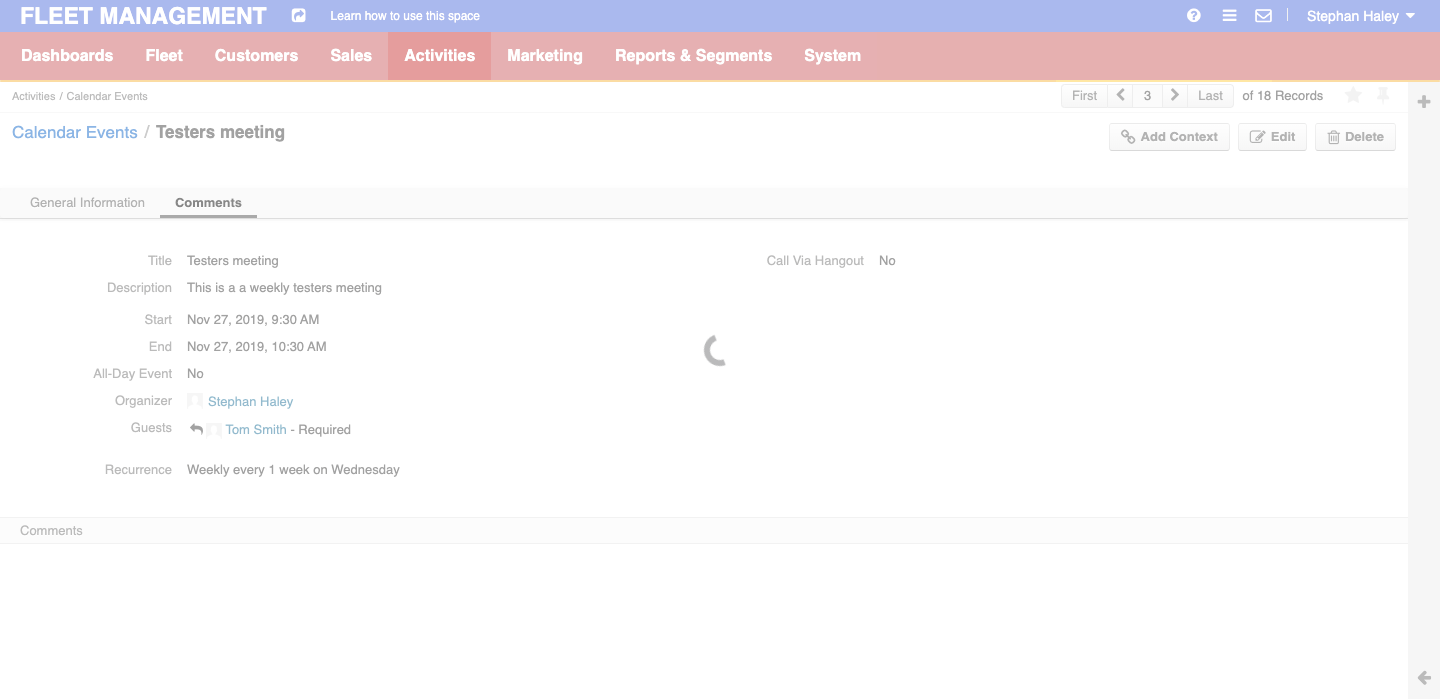 FLEET MANAGEMENT Learn how to use this space Stephan Haley
Dashboards Fleet Customers Sales Activities Marketing Reports & Segments System
Activities / Calendar Events First 3 Last of 18 Records
Calendar Events / Testers meeting Add Context Edit Delete
General Information Comments
Title Testers meeting Call Via Hangout No
Description This is a a weekly testers meeting
Start Nov 27, 2019, 9:30 AM
End Nov 27, 2019, 10:30 AM
All-Day Event No
Organizer Stephan Haley
Guests Tom Smith - Required
Recurrence Weekly every 1 week on Wednesday
Comments